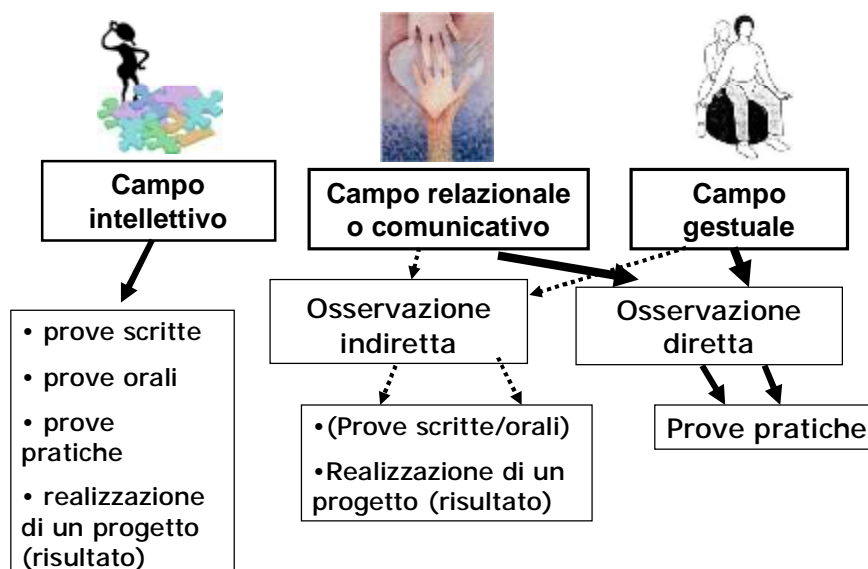 Campo
intellettivo
Campo relazionale
o comunicativo
Campo
gestuale
• prove scritte
• prove orali
• prove
pratiche
• realizzazione
di un progetto
(risultato)
Osservazione
indiretta
Osservazione
diretta
•(Prove scritte/orali)
•Realizzazione di un
progetto (risultato)
Prove pratiche